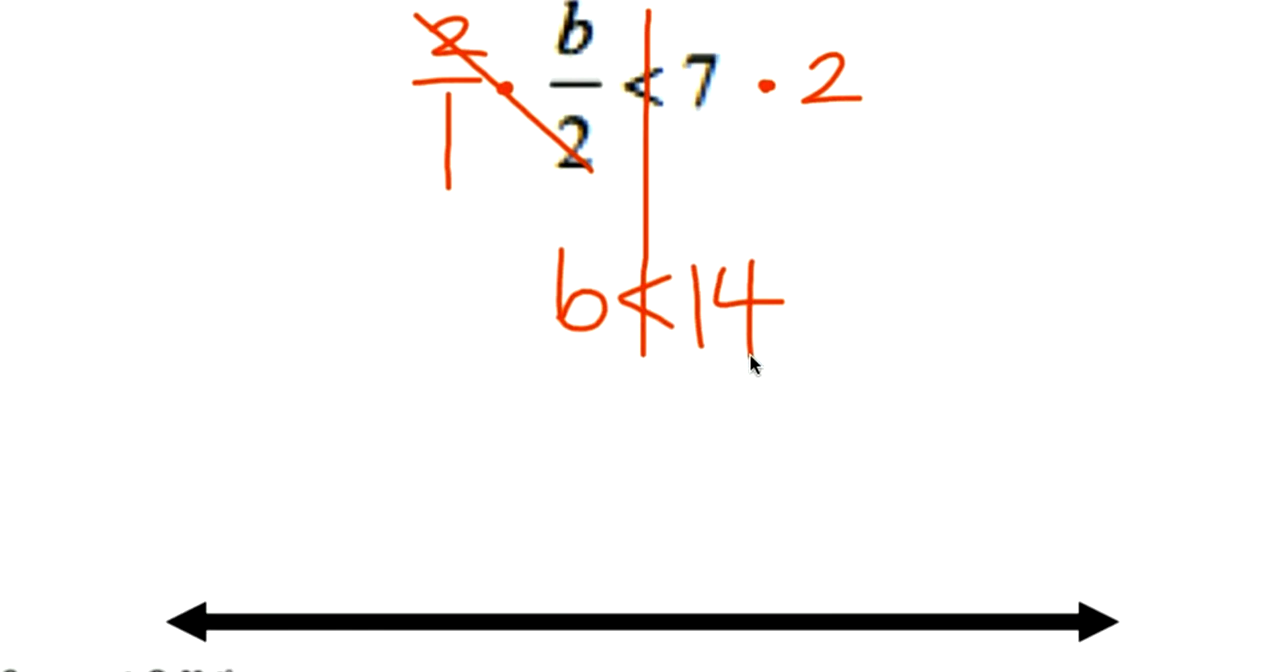 2/1 · b/2 < 7 · 2
b < 14